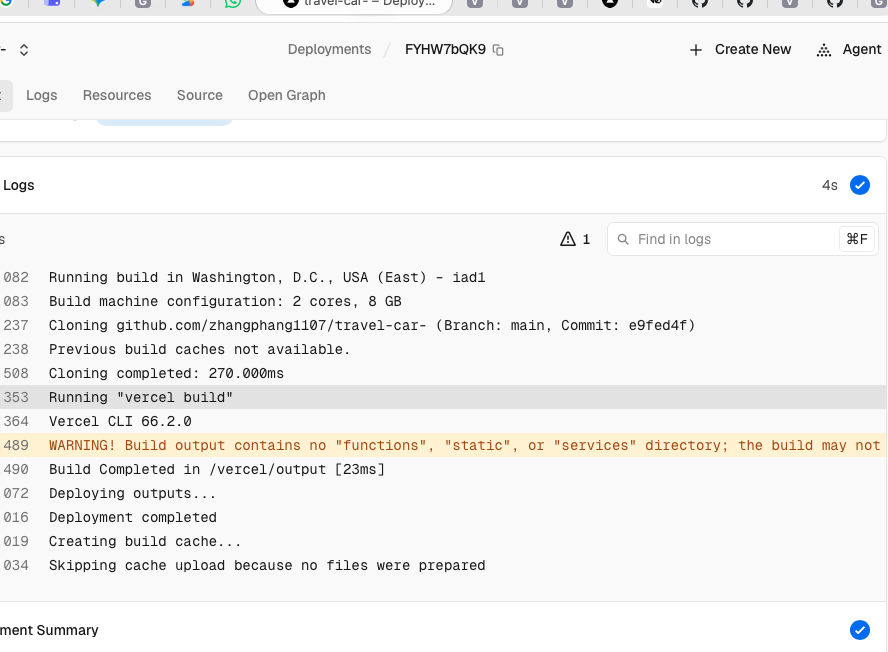 travel-car- – Deploy...
Deployments / FYHW7bQK9
Create New
Agent
Logs
Resources
Source
Open Graph
Logs
4s
s
1
Find in logs
⌘F
082 Running build in Washington, D.C., USA (East) – iad1
083 Build machine configuration: 2 cores, 8 GB
237 Cloning github.com/zhangphang1107/travel-car- (Branch: main, Commit: e9fed4f)
238 Previous build caches not available.
508 Cloning completed: 270.000ms
353 Running "vercel build"
364 Vercel CLI 66.2.0
489 WARNING! Build output contains no "functions", "static", or "services" directory; the build may not
490 Build Completed in /vercel/output [23ms]
072 Deploying outputs...
016 Deployment completed
019 Creating build cache...
034 Skipping cache upload because no files were prepared
ment Summary